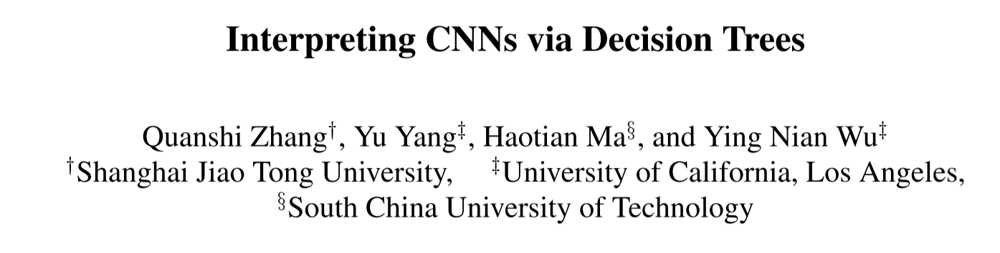 Interpreting CNNs via Decision Trees
Quanshi Zhang†, Yu Yang‡, Haotian Ma§, and Ying Nian Wu‡
†Shanghai Jiao Tong University, ‡University of California, Los Angeles,
§South China University of Technology